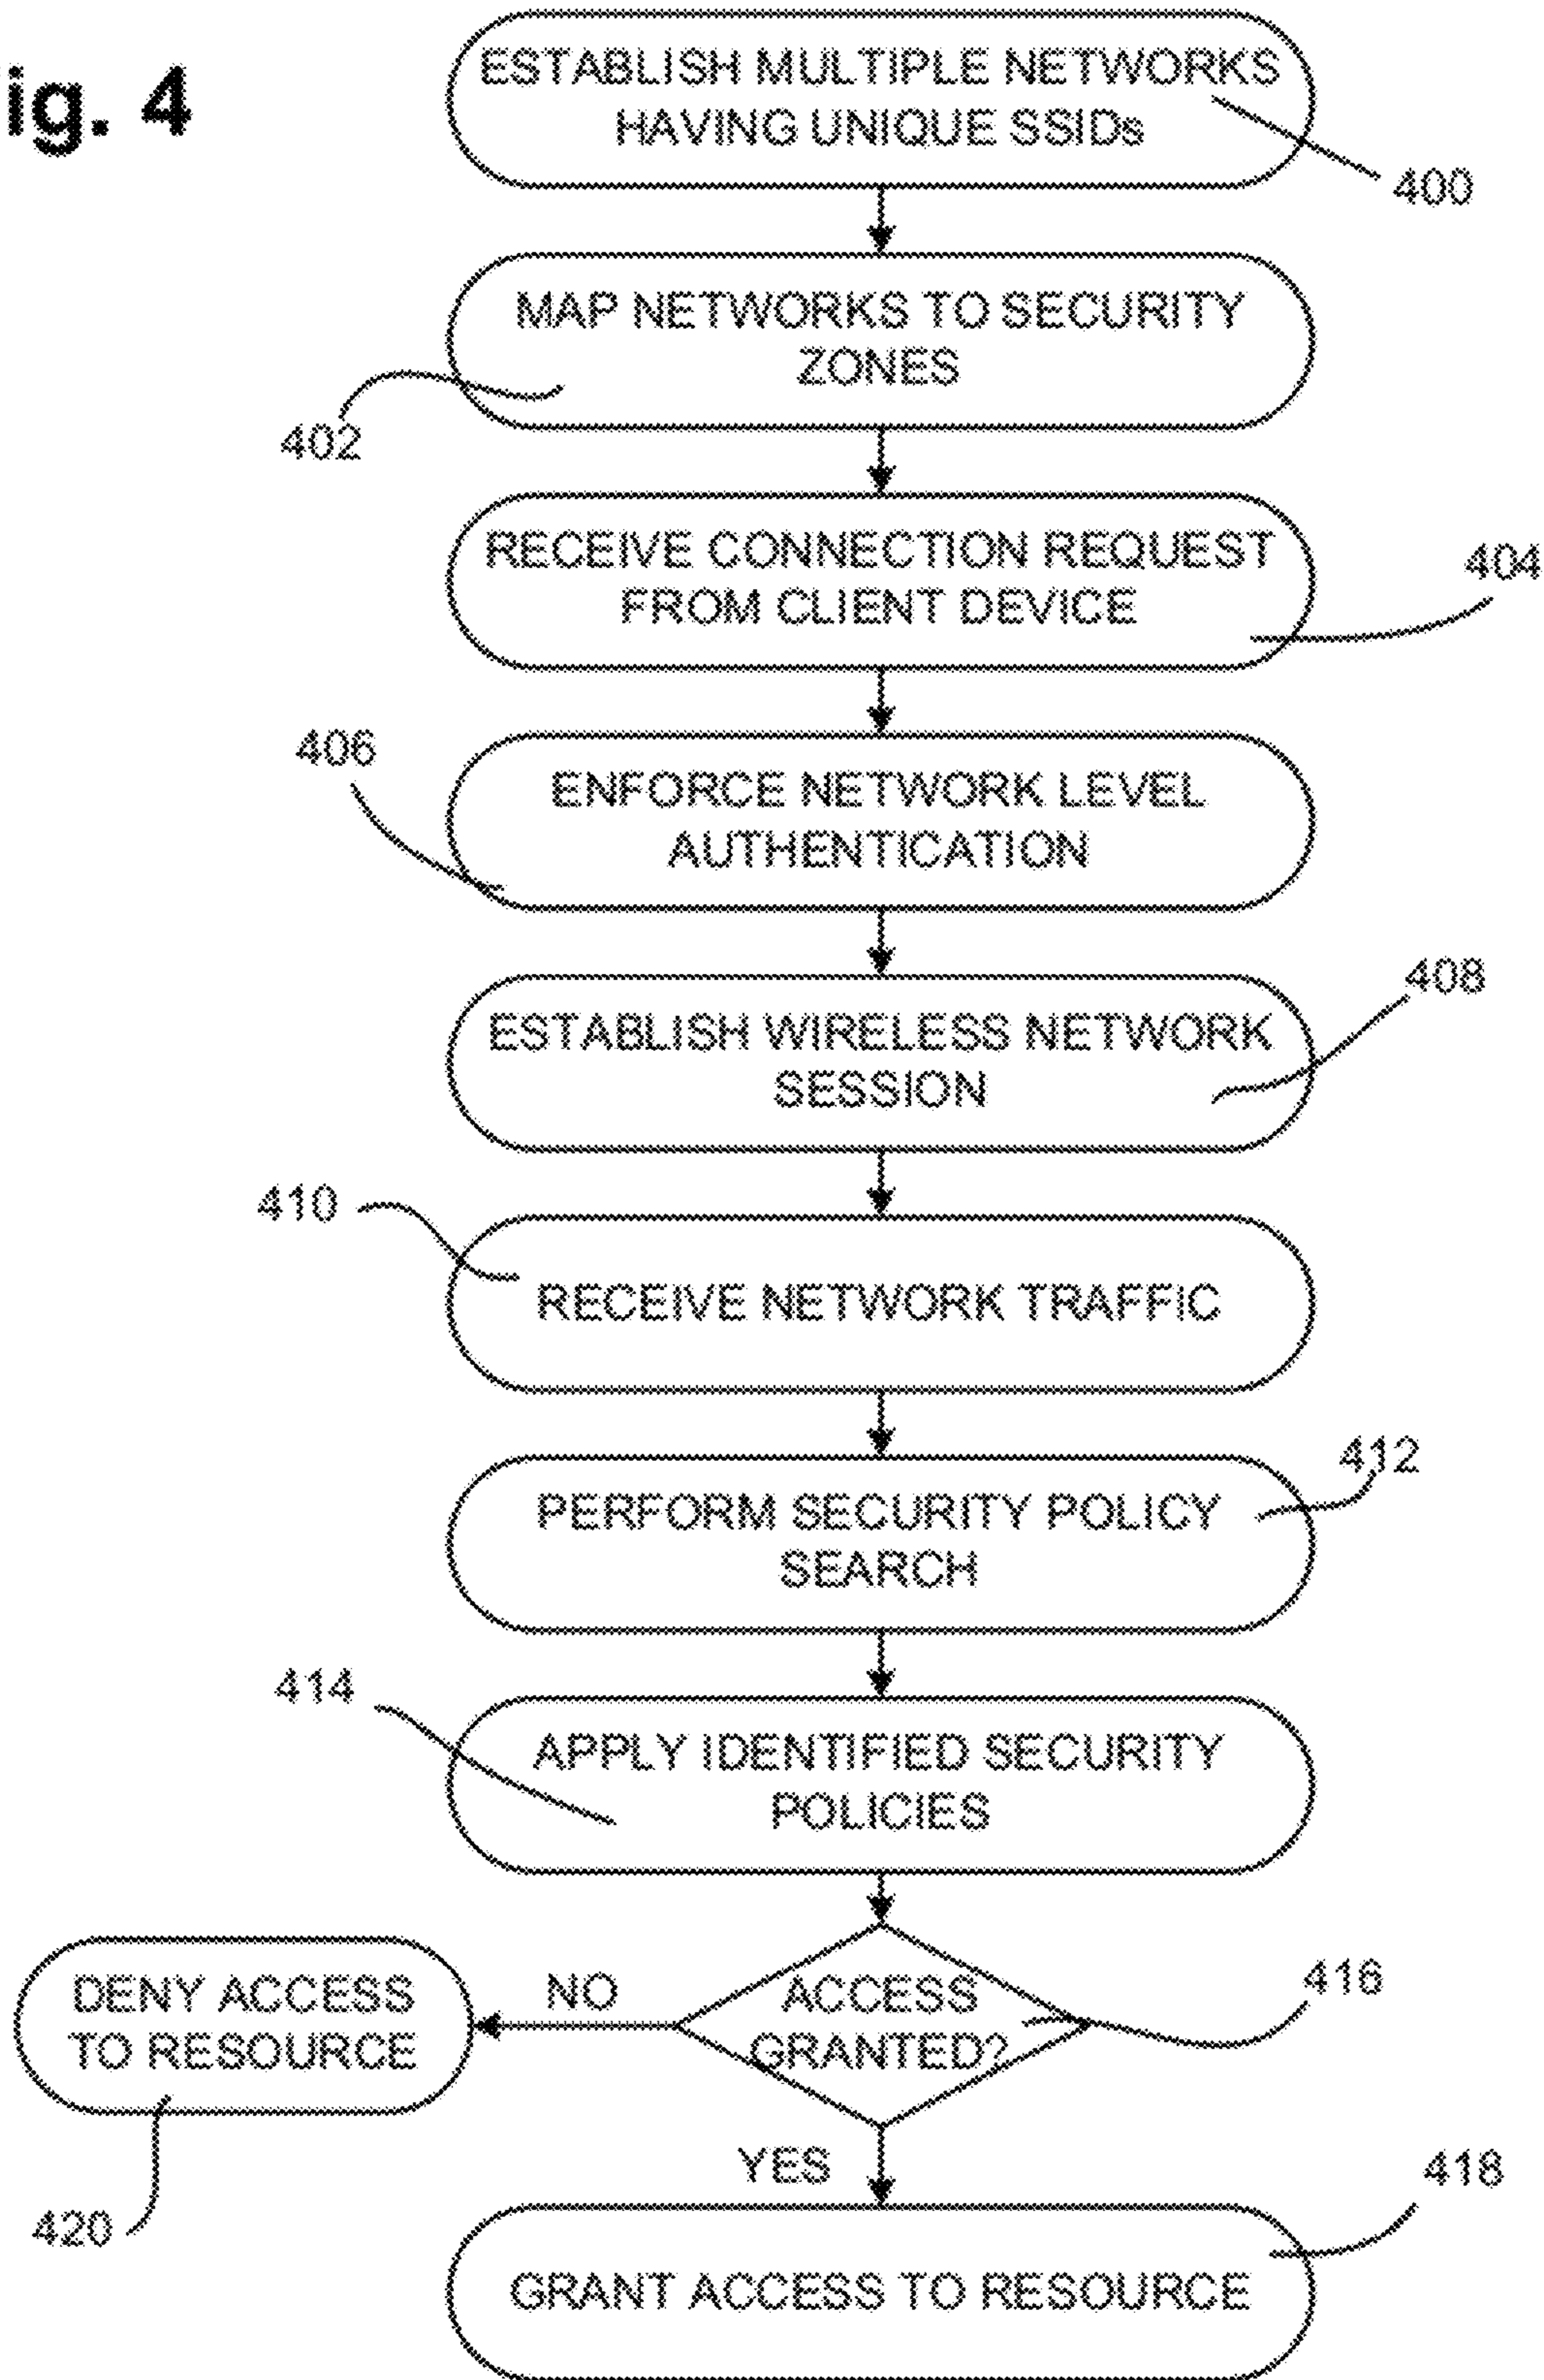 ig. 4
ESTABLISH MULTIPLE NETWORKS
HAVING UNIQUE SSIDs
400
MAP NETWORKS TO SECURITY
ZONES
402
RECEIVE CONNECTION REQUEST
FROM CLIENT DEVICE
404
406
ENFORCE NETWORK LEVEL
AUTHENTICATION
408
ESTABLISH WIRELESS NETWORK
SESSION
410
RECEIVE NETWORK TRAFFIC
412
PERFORM SECURITY POLICY
SEARCH
414
APPLY IDENTIFIED SECURITY
POLICIES
416
ACCESS
GRANTED?
NO
DENY ACCESS
TO RESOURCE
420
YES
418
GRANT ACCESS TO RESOURCE